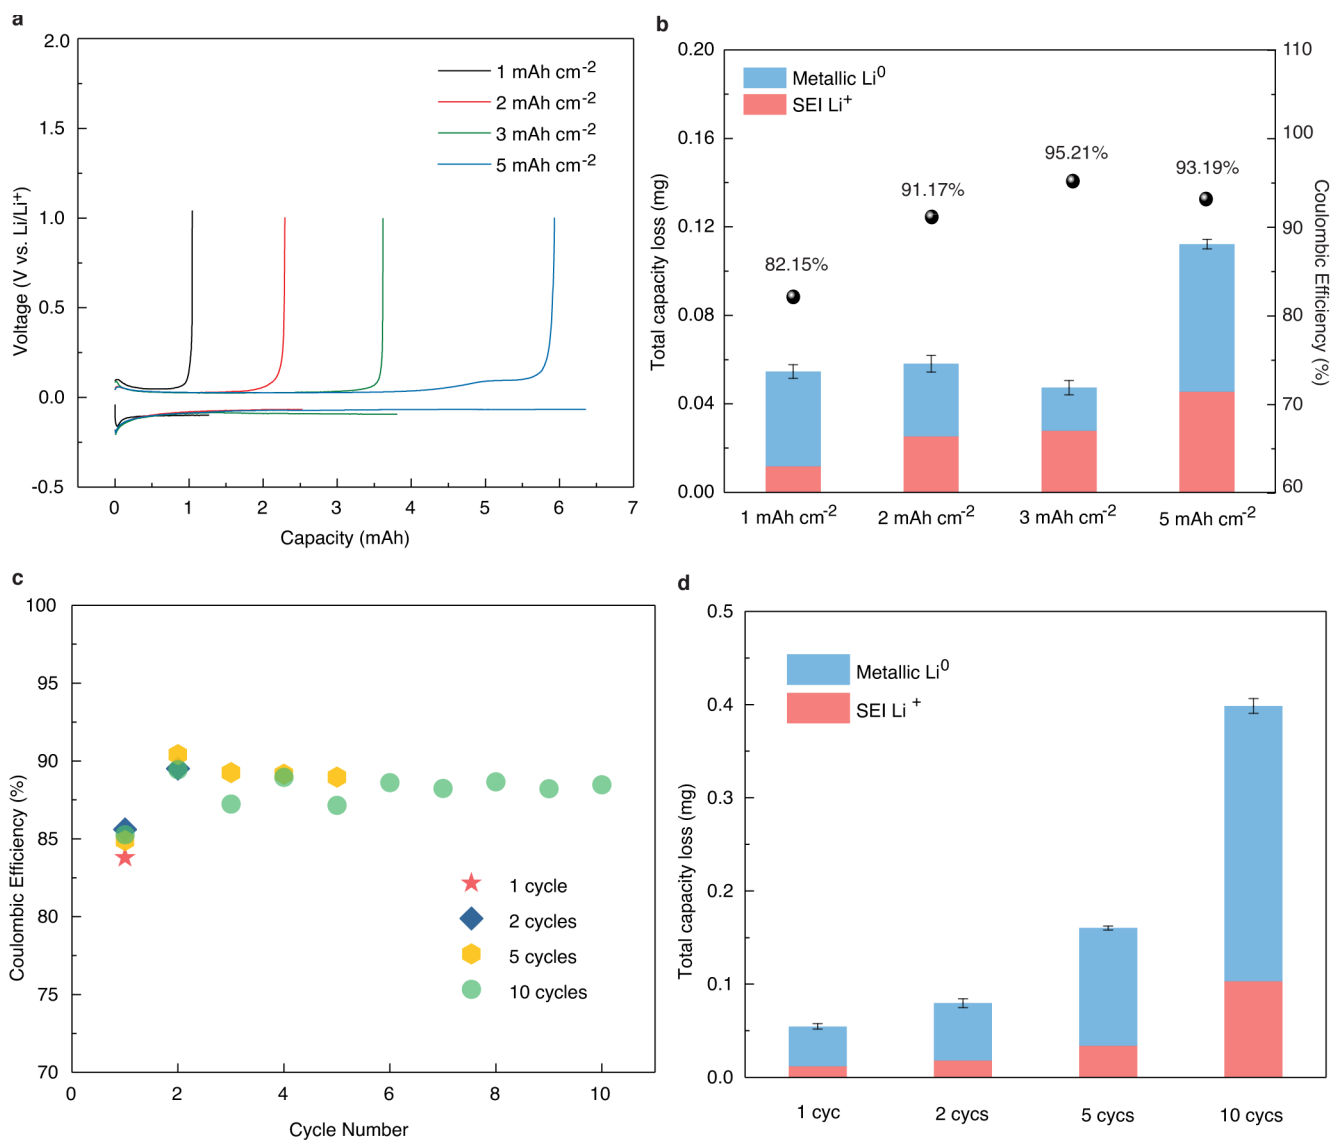 a
2.0
1.5
1.0
0.5
0.0
-0.5
Voltage (V vs. Li/Li+)
1 mAh cm-2
2 mAh cm-2
3 mAh cm-2
5 mAh cm-2
0 1 2 3 4 5 6 7
Capacity (mAh)
b
0.20
0.16
0.12
0.08
0.04
0.00
Total capacity loss (mg)
Metallic Li0
SEI Li+
82.15%
91.17%
95.21%
93.19%
110
100
90
80
70
60
Coulombic Efficiency (%)
1 mAh cm-2 2 mAh cm-2 3 mAh cm-2 5 mAh cm-2
c
100
95
90
85
80
75
70
Coulombic Efficiency (%)
1 cycle
2 cycles
5 cycles
10 cycles
0 2 4 6 8 10
Cycle Number
d
0.5
0.4
0.3
0.2
0.1
0.0
Total capacity loss (mg)
Metallic Li0
SEI Li +
1 cyc 2 cycs 5 cycs 10 cycs